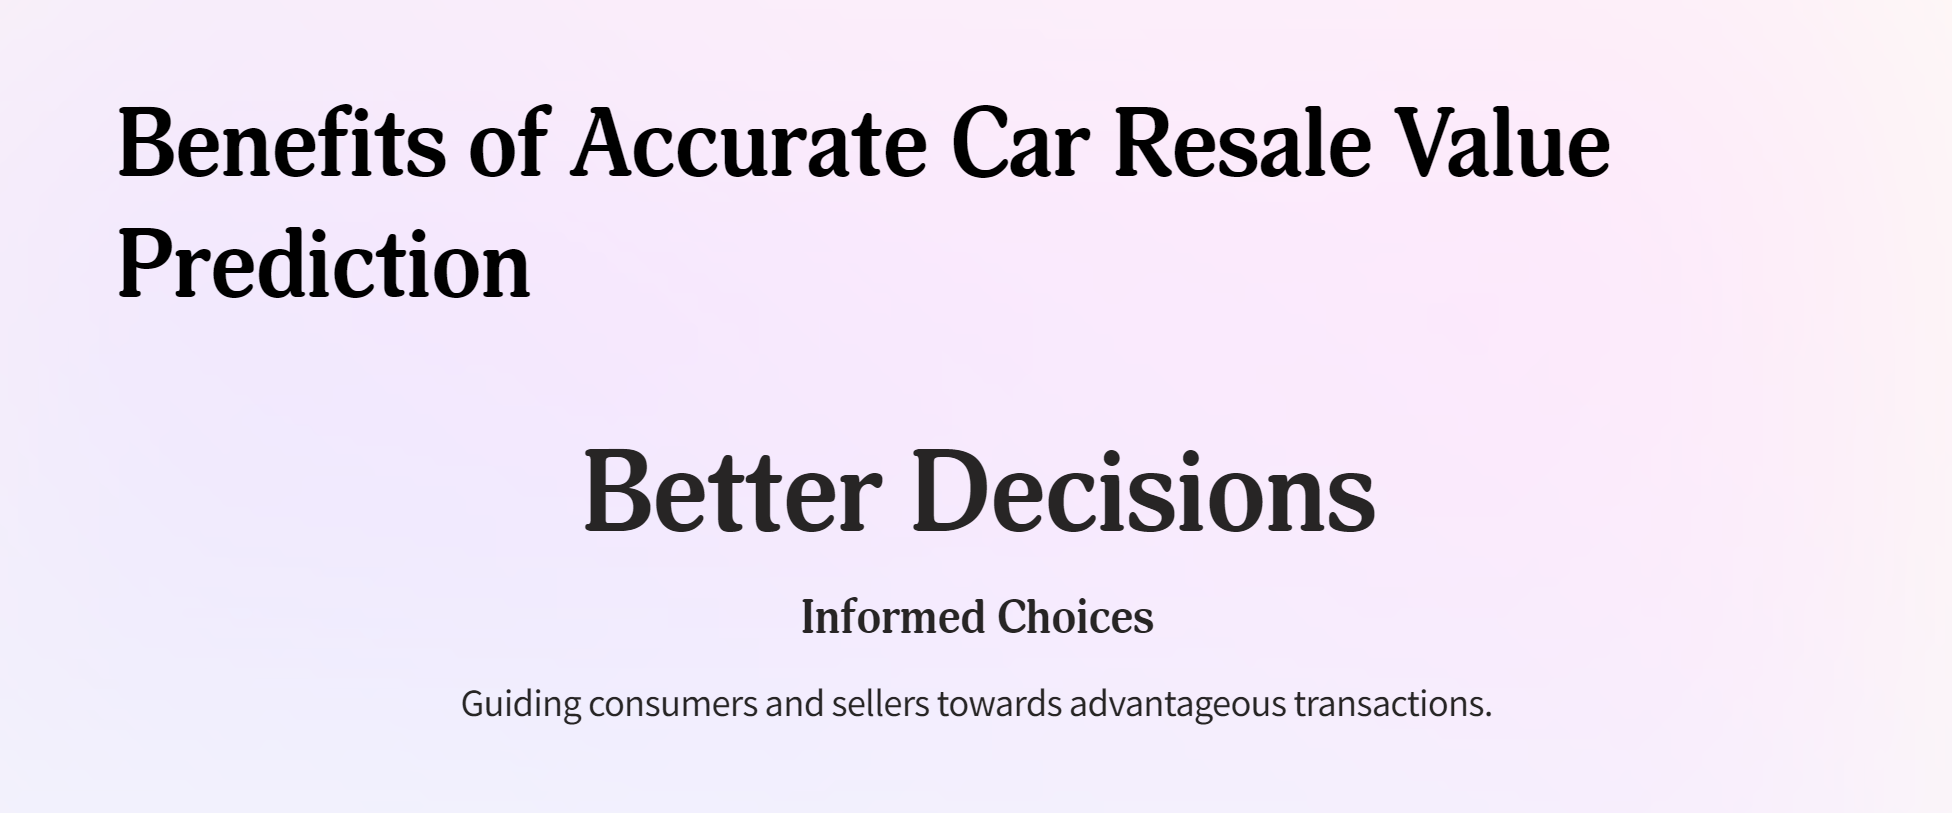 Benefits of Accurate Car Resale Value
Prediction
Better Decisions
Informed Choices
Guiding consumers and sellers towards advantageous transactions.